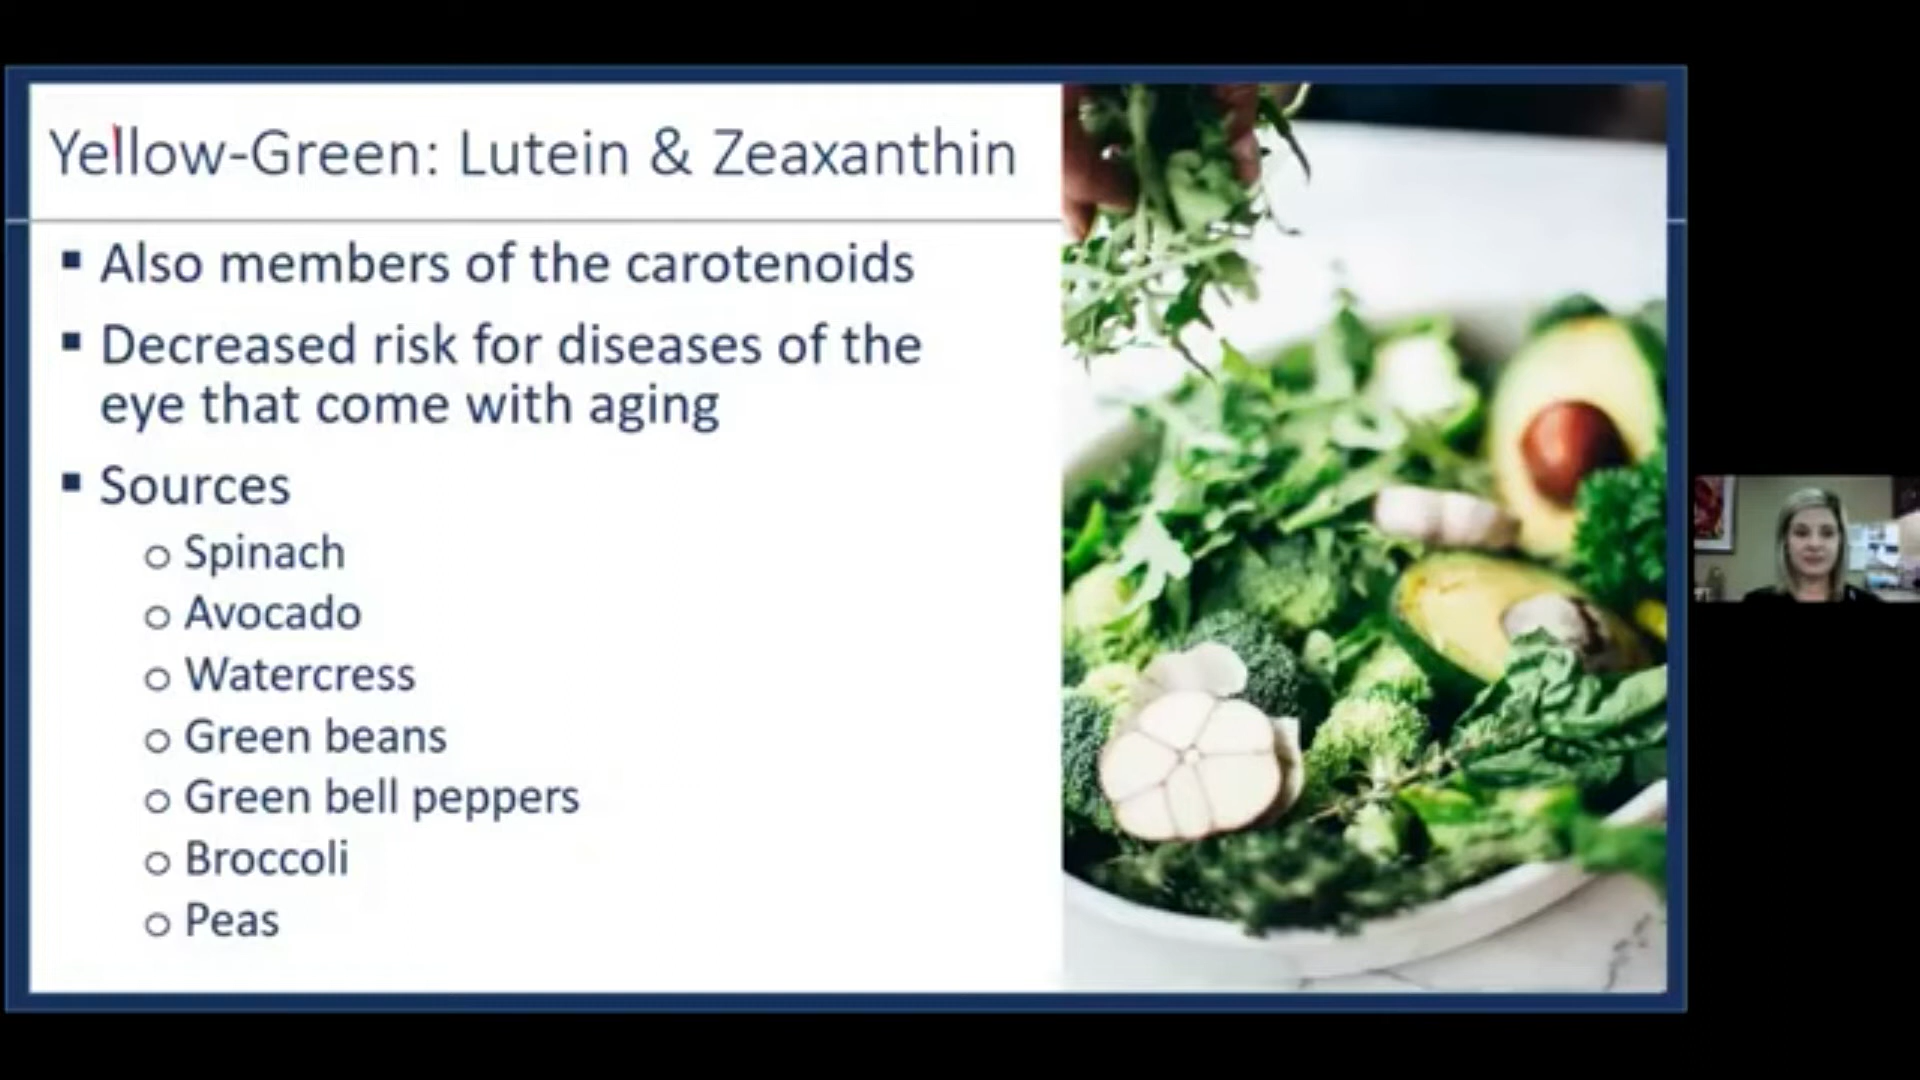 Yellow-Green: Lutein & Zeaxanthin
▪ Also members of the carotenoids
▪ Decreased risk for diseases of the
eye that come with aging
▪ Sources
o Spinach
o Avocado
o Watercress
o Green beans
o Green bell peppers
o Broccoli
o Peas